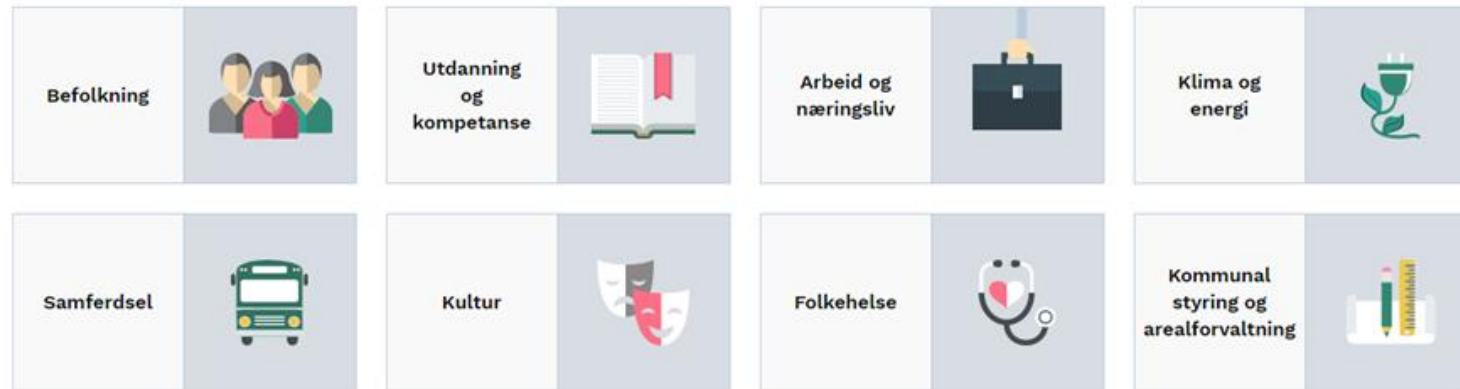 Befolkning
Utdanning
og
kompetanse
Arbeid og
næringsliv
Klima og
energi
Samferdsel
Kultur
Folkehelse
Kommunal
styring og
arealforvaltning